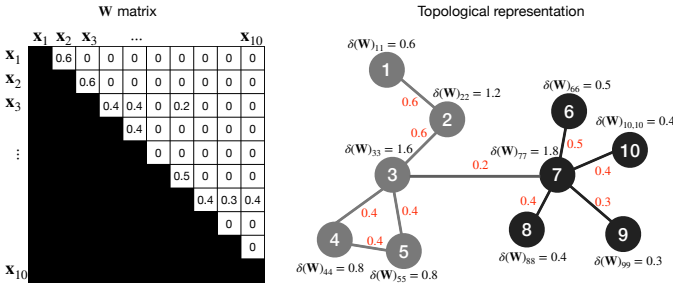 W matrix
x1 x2 x3 ... x10
x1 0.6 0 0 0 0 0 0 0 0
x2 0.6 0 0 0 0 0 0 0
x3 0.4 0.4 0 0.2 0 0 0
0.4 0 0 0 0 0
⋮ 0 0 0 0 0
0.5 0 0 0
0.4 0.3 0.4
0 0
0
x10
Topological representation
δ(W)11 = 0.6
1
0.6
δ(W)22 = 1.2
2
0.6
δ(W)33 = 1.6
3
0.2
0.4
0.4
4
0.4
5
δ(W)44 = 0.8
δ(W)55 = 0.8
δ(W)66 = 0.5
6
0.5
δ(W)10,10 = 0.4
10
0.4
δ(W)77 = 1.8
7
0.4
0.3
8
9
δ(W)88 = 0.4
δ(W)99 = 0.3